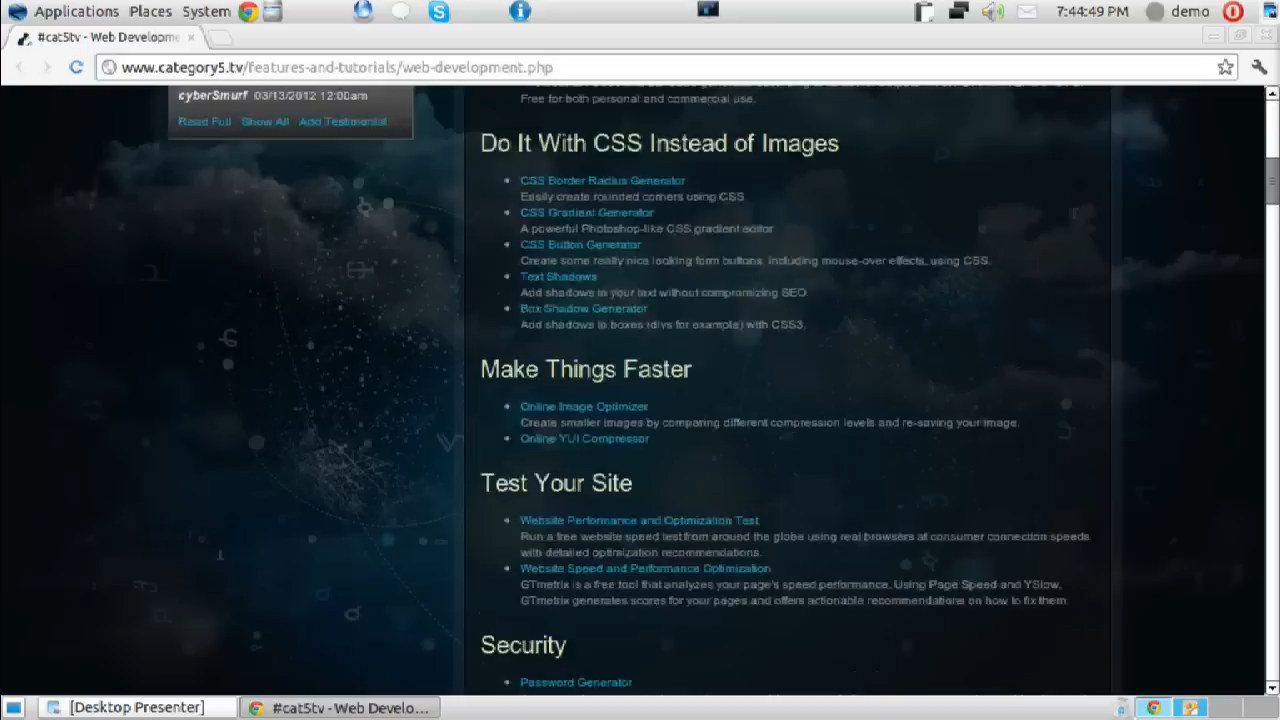 Applications Places System
7:44:49 PM demo
#cat5tv - Web Developme
www.category5.tv/features-and-tutorials/web-development.php
cyberSmurf 03/13/2012 12:00am
Read Full Show All Add Testimonial
Free for both personal and commercial use.
Do It With CSS Instead of Images
CSS Border Radius Generator
Easily create rounded corners using CSS
CSS Gradient Generator
A powerful Photoshop-like CSS gradient editor
CSS Button Generator
Create some really nice looking form buttons, including mouse-over effects, using CSS.
Text Shadows
Add shadows to your text without compromizing SEO
Box Shadow Generator
Add shadows to boxes (divs for example) with CSS3.
Make Things Faster
Online Image Optimizer
Create smaller images by comparing different compression levels and re-saving your image.
Online YUI Compressor
Test Your Site
Website Performance and Optimization Test
Run a free website speed test from around the globe using real browsers at consumer connection speeds
with detailed optimization recommendations.
Website Speed and Performance Optimization
GTmetrix is a free tool that analyzes your page's speed performance. Using Page Speed and YSlow,
GTmetrix generates scores for your pages and offers actionable recommendations on how to fix them.
Security
Password Generator
[Desktop Presenter] #cat5tv - Web Develo...